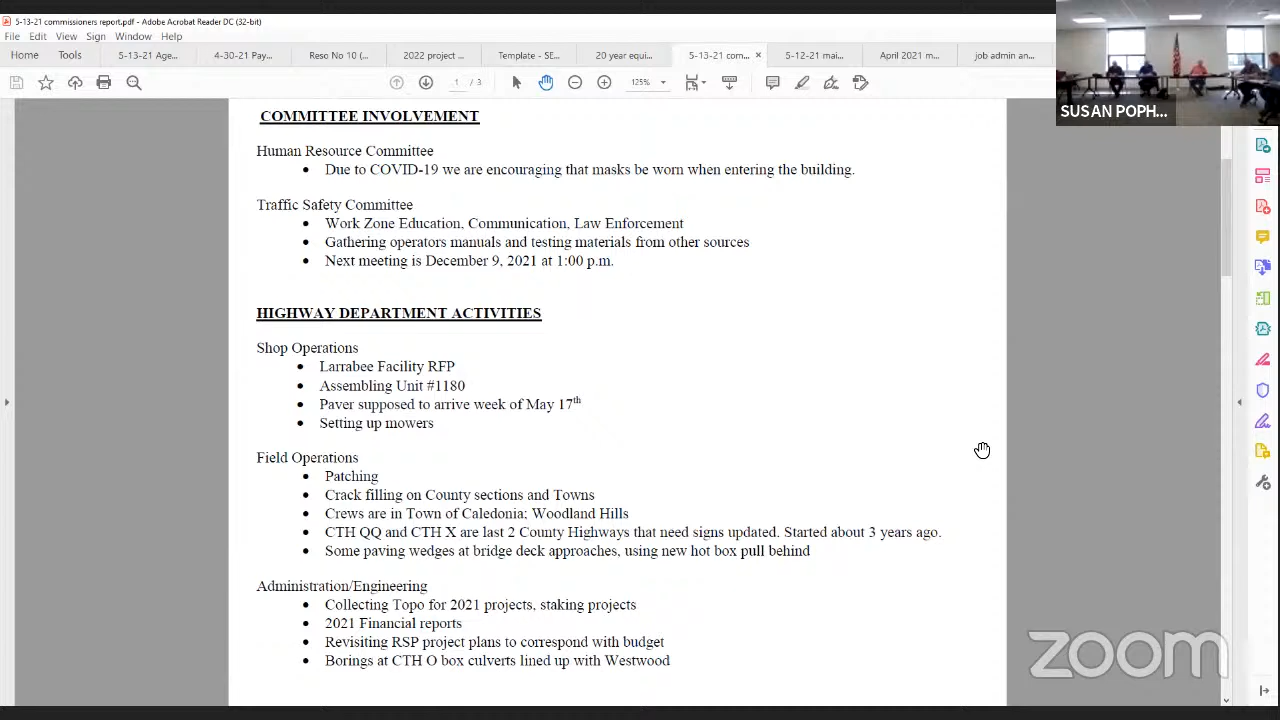 5-13-21 commissioners report.pdf - Adobe Acrobat Reader DC (32-bit)
File Edit View Sign Window Help
Home Tools 5-13-21 Age... 4-30-21 Pay... Reso No 10 (... 2022 project ... Template - SE... 20 year equi... 5-13-21 com... × 5-12-21 mai... April 2021 m... job admin an...
1 / 3 125%
SUSAN POPH...
COMMITTEE INVOLVEMENT
Human Resource Committee
• Due to COVID-19 we are encouraging that masks be worn when entering the building.
Traffic Safety Committee
• Work Zone Education, Communication, Law Enforcement
• Gathering operators manuals and testing materials from other sources
• Next meeting is December 9, 2021 at 1:00 p.m.
HIGHWAY DEPARTMENT ACTIVITIES
Shop Operations
• Larrabee Facility RFP
• Assembling Unit #1180
• Paver supposed to arrive week of May 17th
• Setting up mowers
Field Operations
• Patching
• Crack filling on County sections and Towns
• Crews are in Town of Caledonia; Woodland Hills
• CTH QQ and CTH X are last 2 County Highways that need signs updated. Started about 3 years ago.
• Some paving wedges at bridge deck approaches, using new hot box pull behind
Administration/Engineering
• Collecting Topo for 2021 projects, staking projects
• 2021 Financial reports
• Revisiting RSP project plans to correspond with budget
• Borings at CTH O box culverts lined up with Westwood
zoom